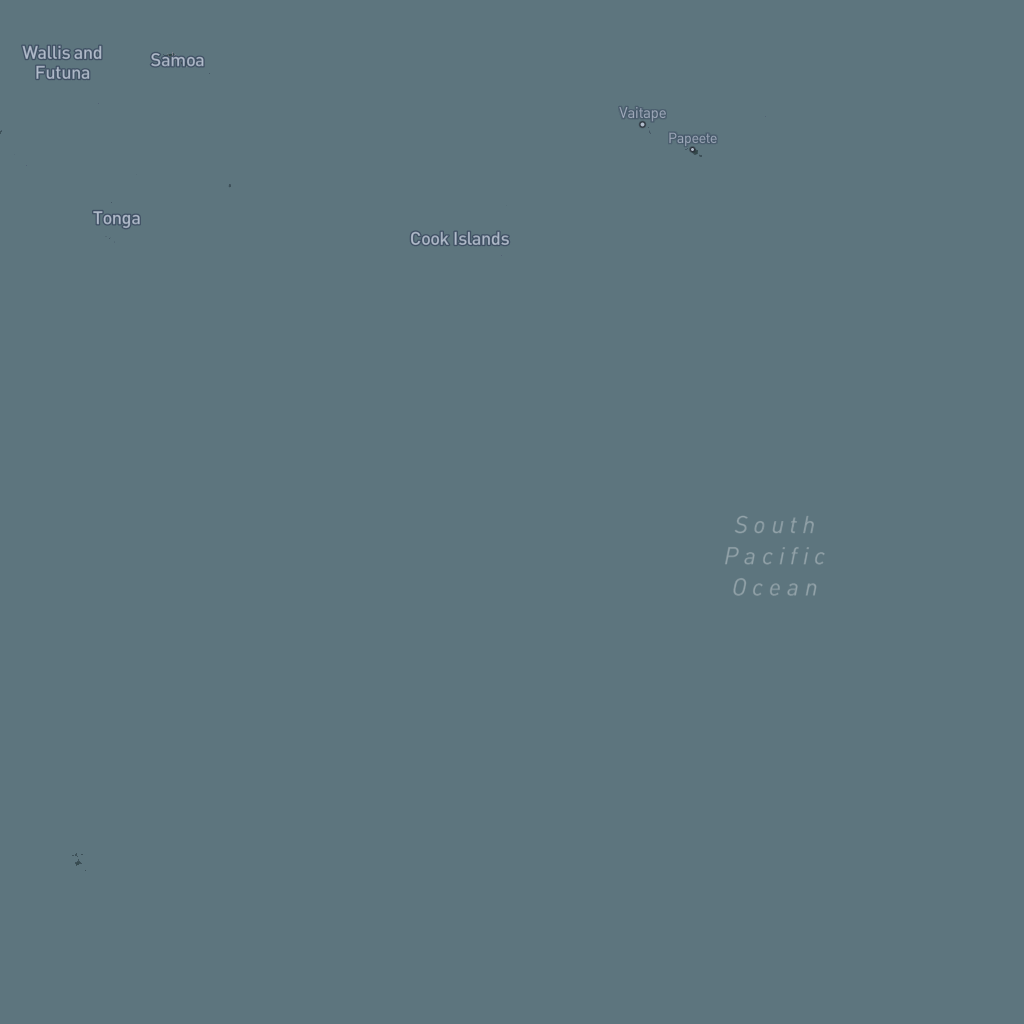 Wallis and
Futuna
Samoa
Vaitape
Papeete
Tonga
Cook Islands
South
Pacific
Ocean